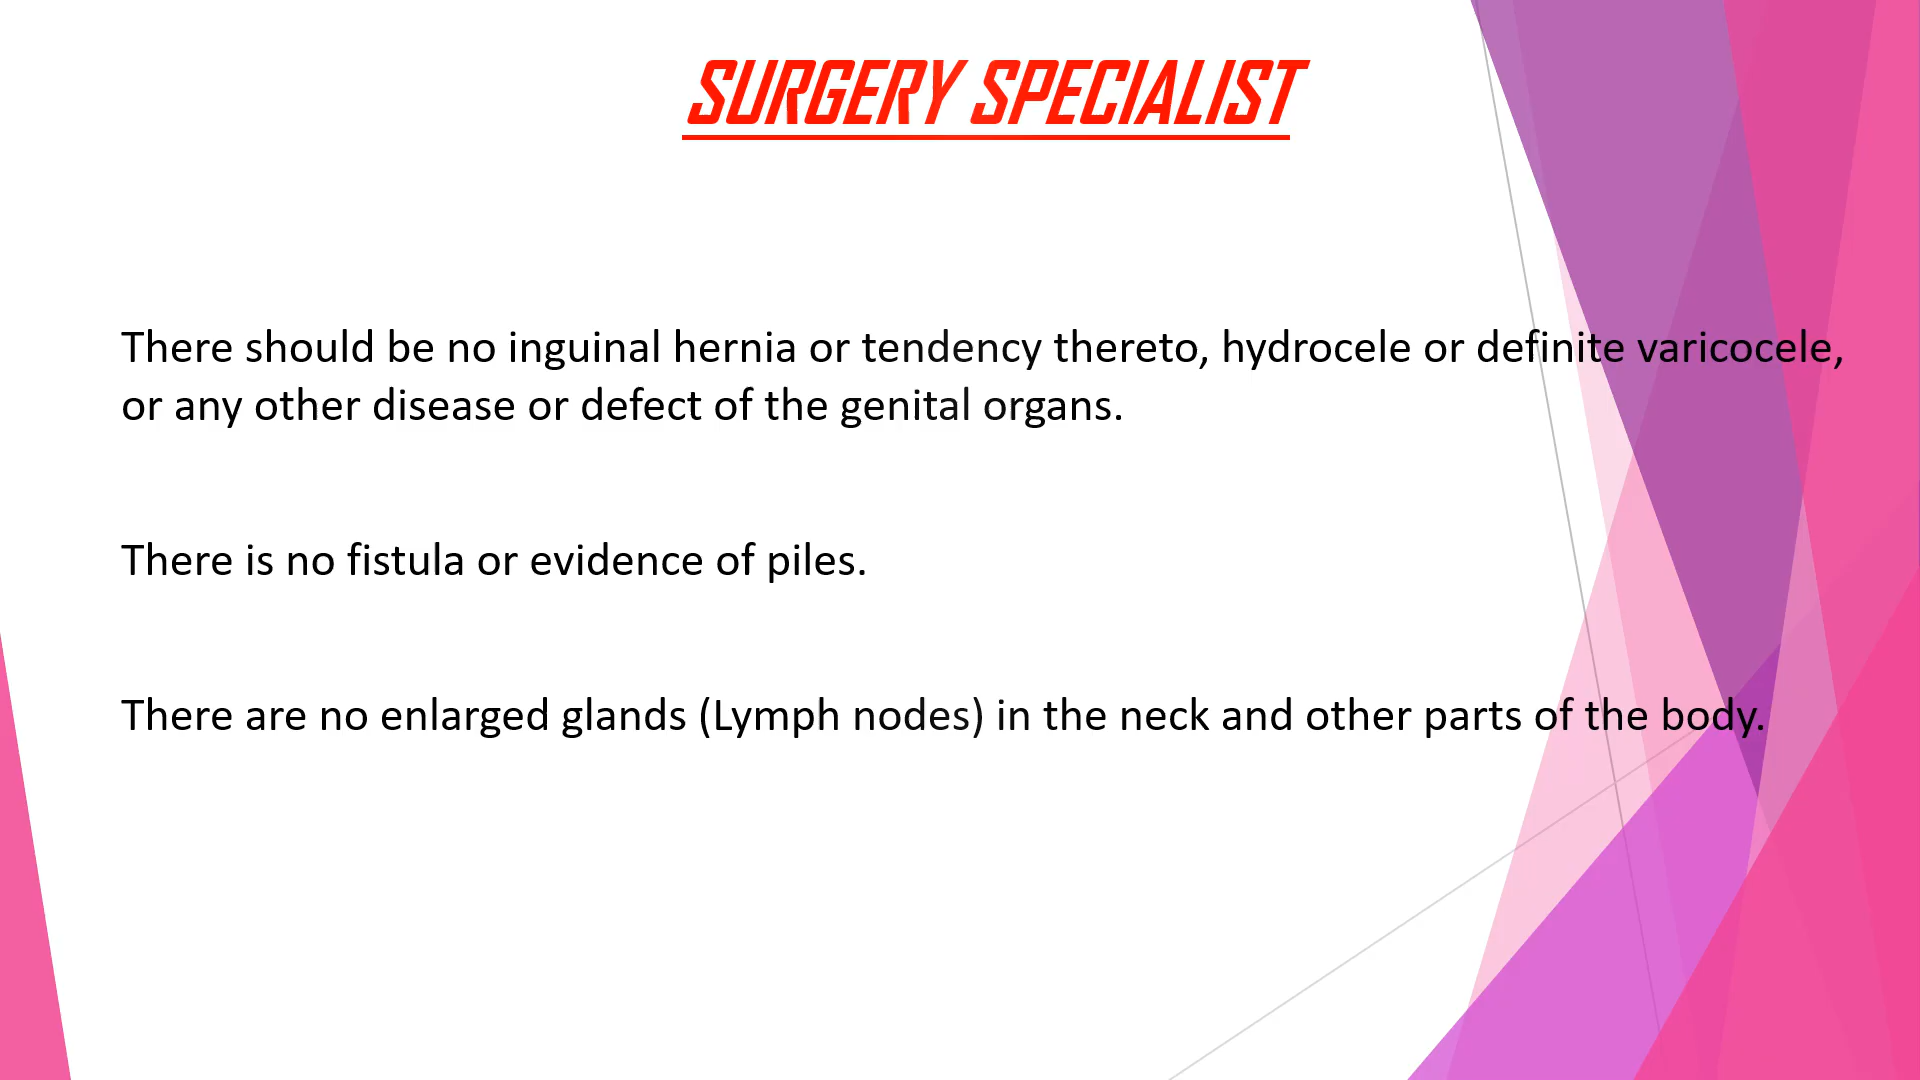 SURGERY SPECIALIST
There should be no inguinal hernia or tendency thereto, hydrocele or definite varicocele,
or any other disease or defect of the genital organs.
There is no fistula or evidence of piles.
There are no enlarged glands (Lymph nodes) in the neck and other parts of the body.